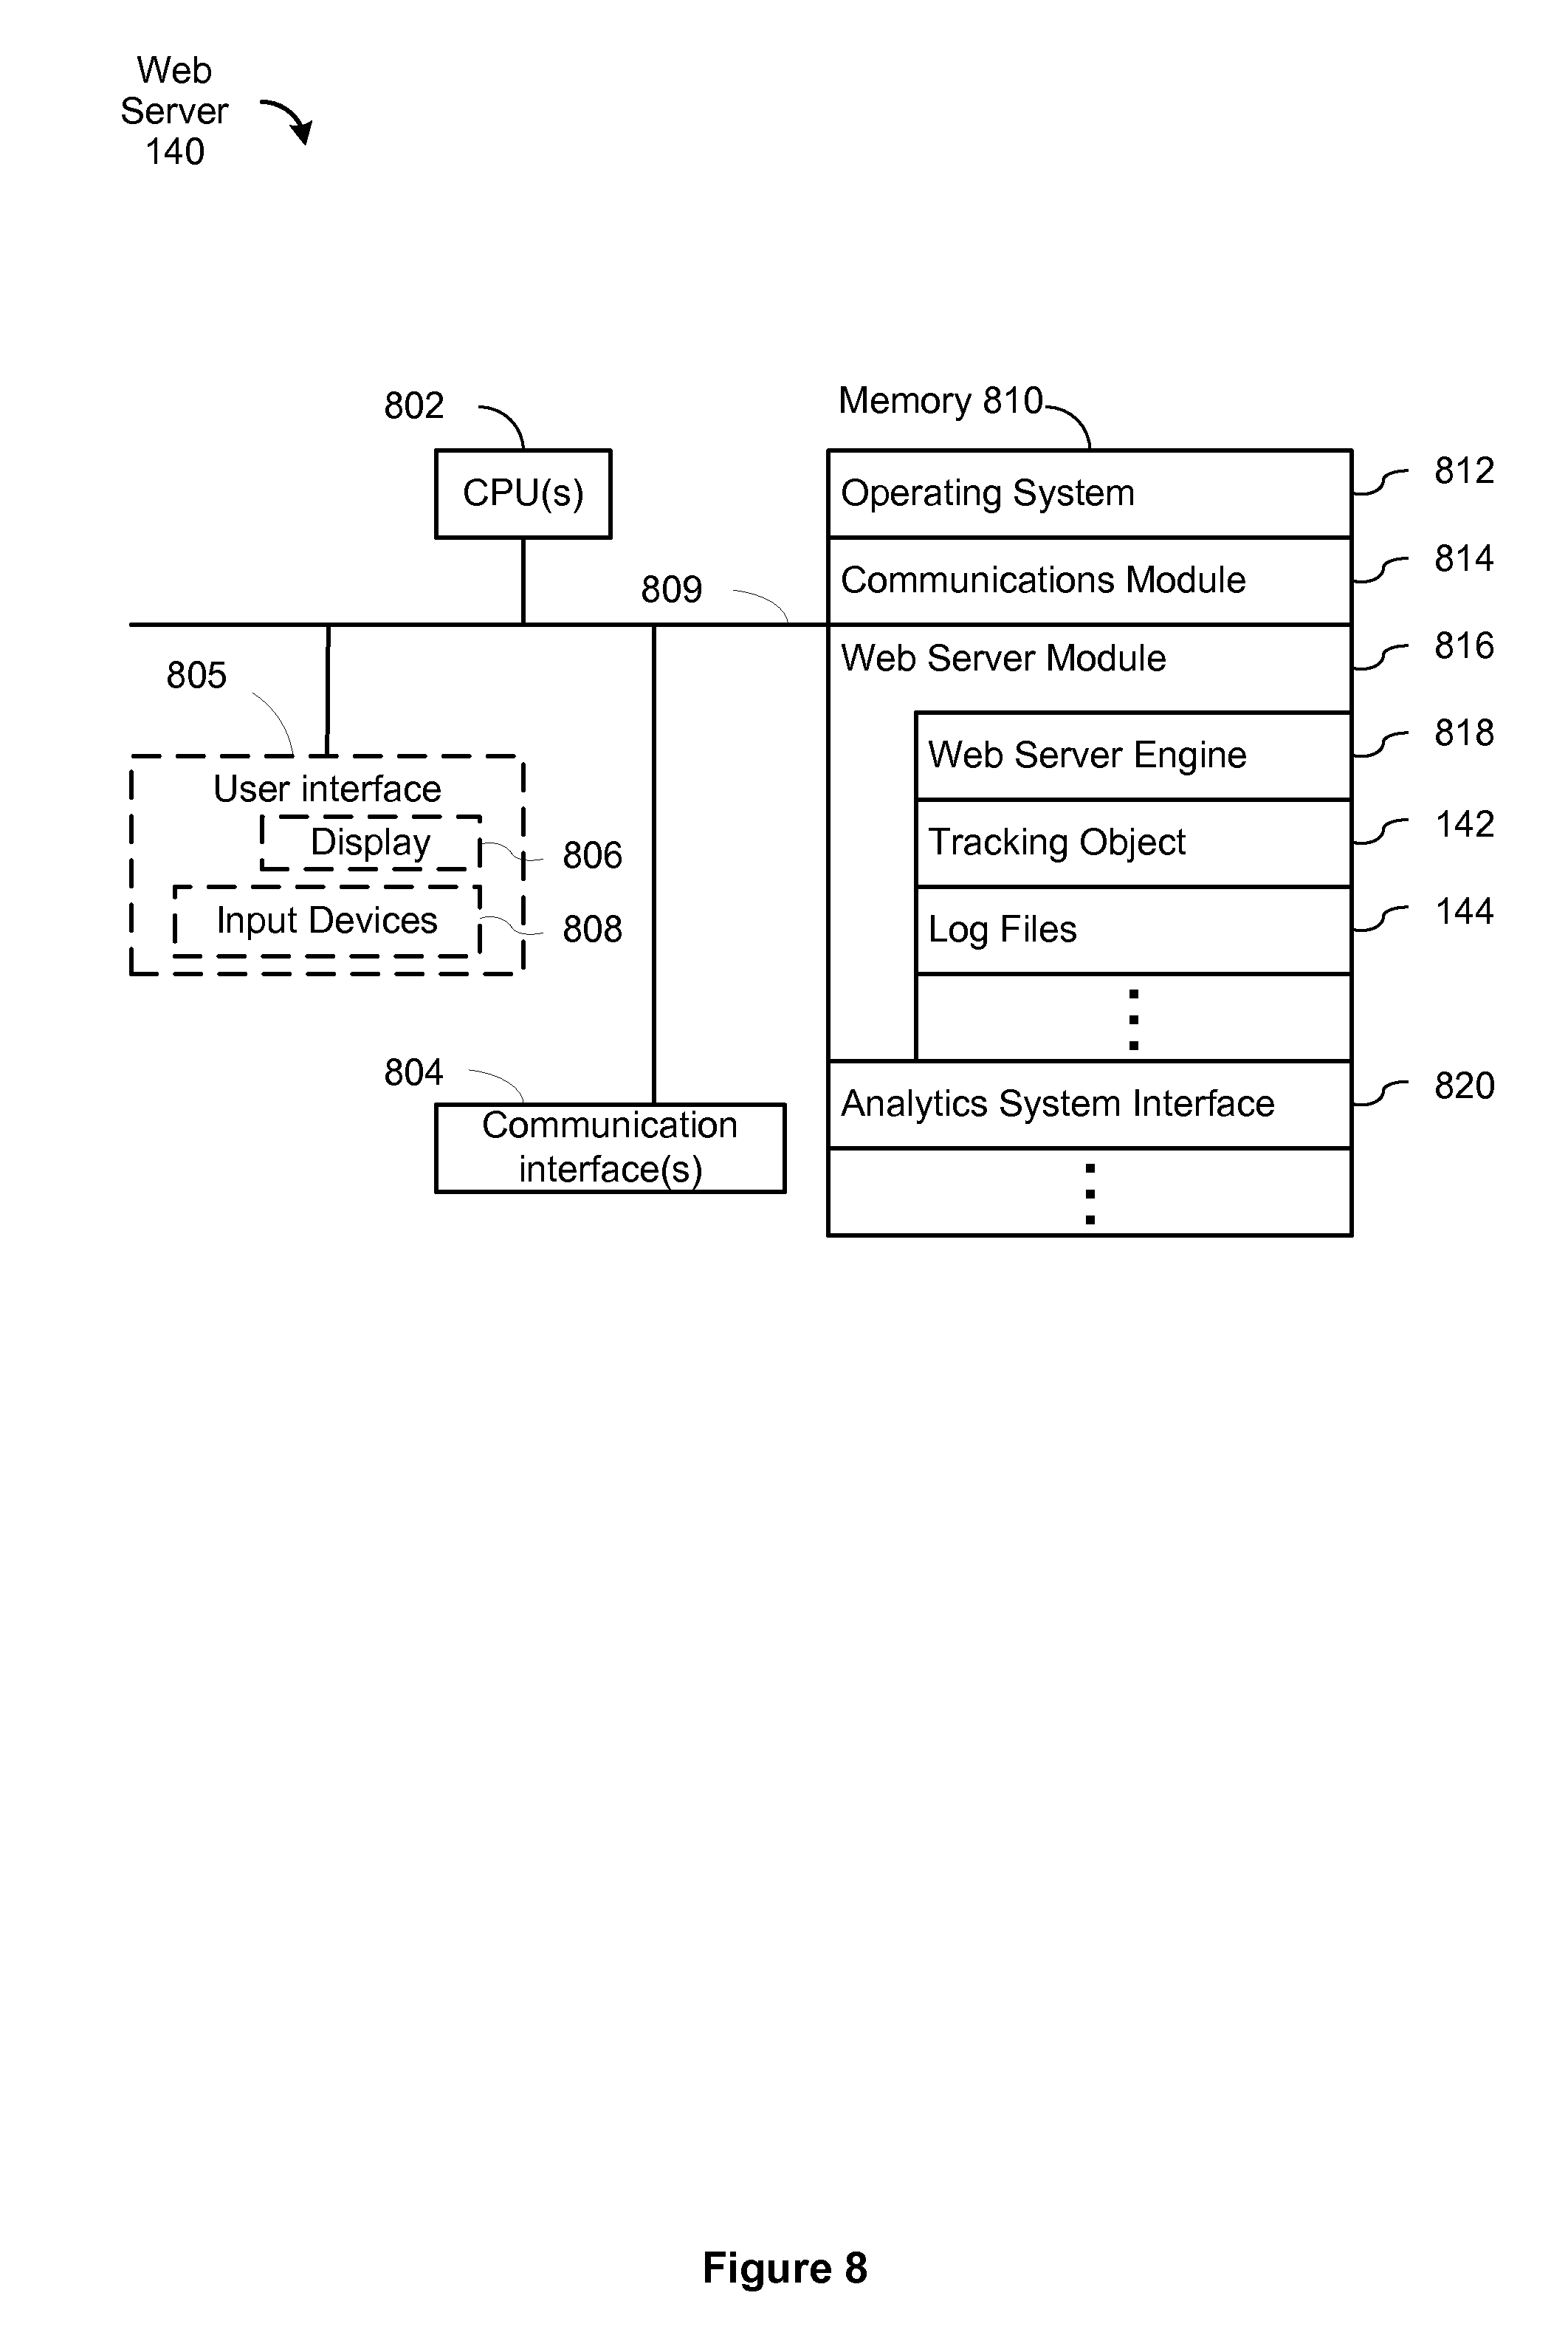 Web
Server
140
802
CPU(s)
809
805
User interface
Display
806
Input Devices
808
804
Communication
interface(s)
Memory 810
Operating System
812
Communications Module
814
Web Server Module
816
Web Server Engine
818
Tracking Object
142
Log Files
144
Analytics System Interface
820
Figure 8